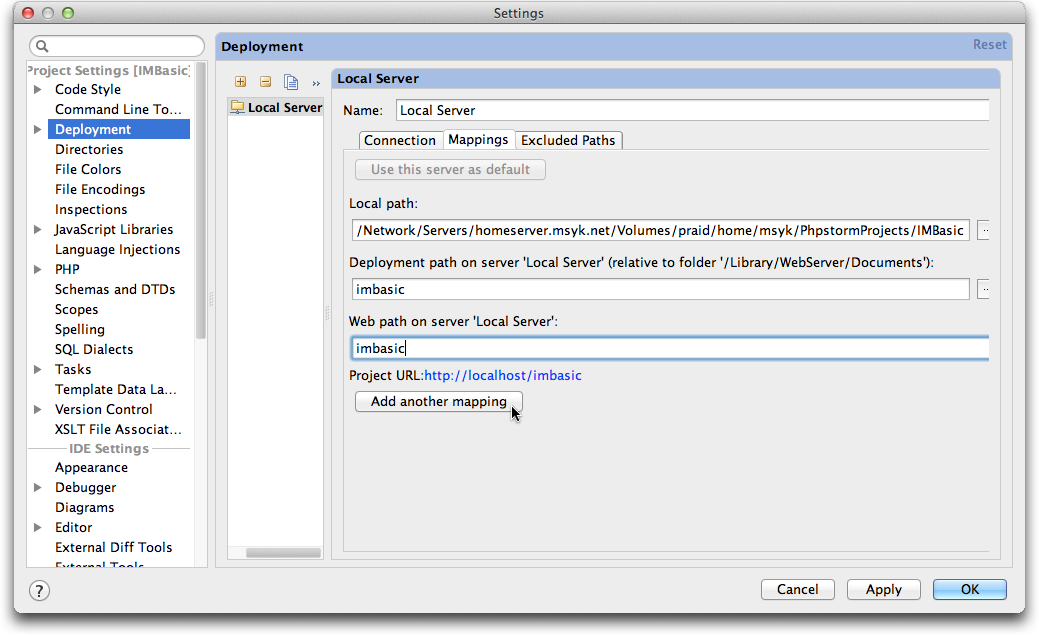 Settings
Project Settings [IMBasic]
Code Style
Command Line To...
Deployment
Directories
File Colors
File Encodings
Inspections
JavaScript Libraries
Language Injections
PHP
Schemas and DTDs
Scopes
Spelling
SQL Dialects
Tasks
Template Data La...
Version Control
XSLT File Associat...
IDE Settings
Appearance
Debugger
Diagrams
Editor
External Diff Tools
External Tools
Deployment
Reset
››
Local Server
Local Server
Name: Local Server
Connection Mappings Excluded Paths
Use this server as default
Local path:
/Network/Servers/homeserver.msyk.net/Volumes/praid/home/msyk/PhpstormProjects/IMBasic
Deployment path on server 'Local Server' (relative to folder '/Library/WebServer/Documents'):
imbasic
Web path on server 'Local Server':
imbasic
Project URL:http://localhost/imbasic
Add another mapping
?
Cancel Apply OK